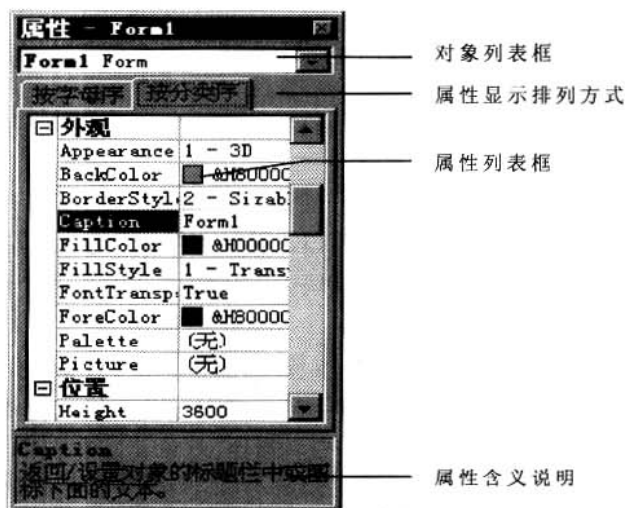 属性 - Form1
Form1 Form
对象列表框
按字母序 按分类序
属性显示排列方式
外观
Appearance 1 - 3D
属性列表框
BackColor &H80000
BorderStyl 2 - Sizabl
Caption Form1
FillColor &H00000
FillStyle 1 - Trans
FontTransp True
ForeColor &H80000
Palette (无)
Picture (无)
位置
Height 3600
Caption
返回/设置对象的标题栏中或图
标下面的文本。
属性含义说明